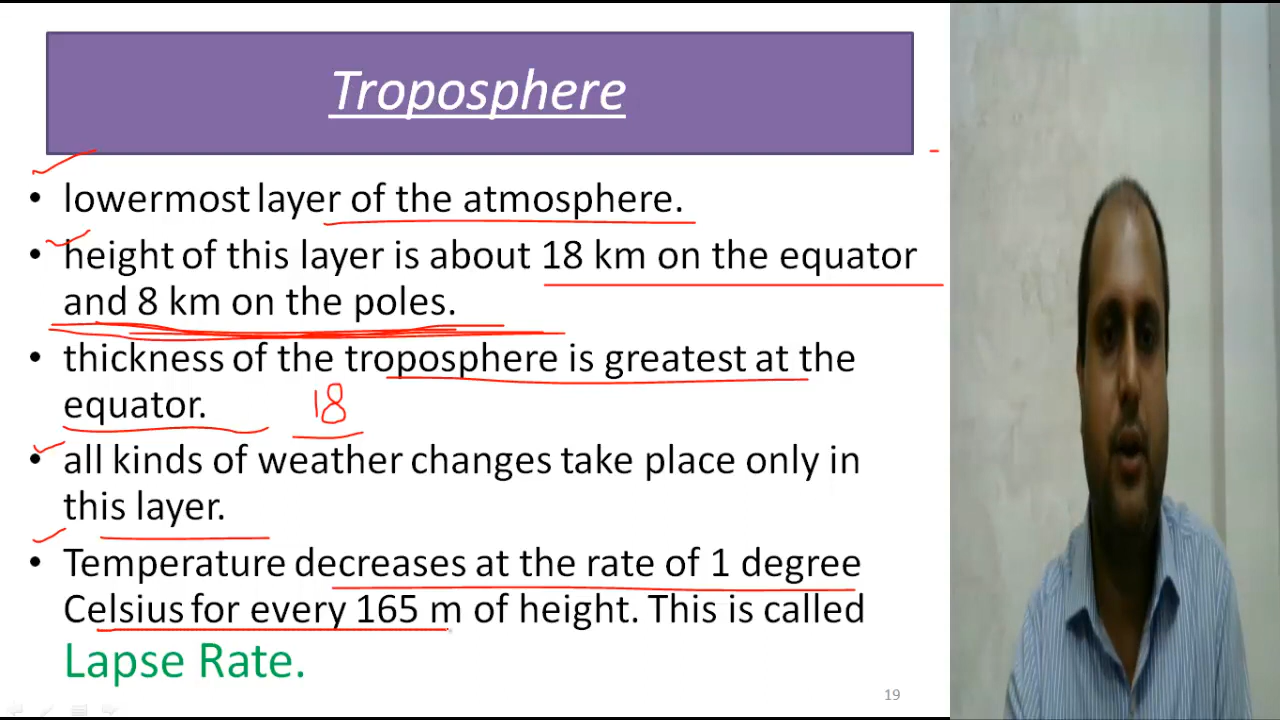 Troposphere
• lowermost layer of the atmosphere.
• height of this layer is about 18 km on the equator
and 8 km on the poles.
• thickness of the troposphere is greatest at the
equator. 18
• all kinds of weather changes take place only in
this layer.
• Temperature decreases at the rate of 1 degree
Celsius for every 165 m of height. This is called
Lapse Rate.
19